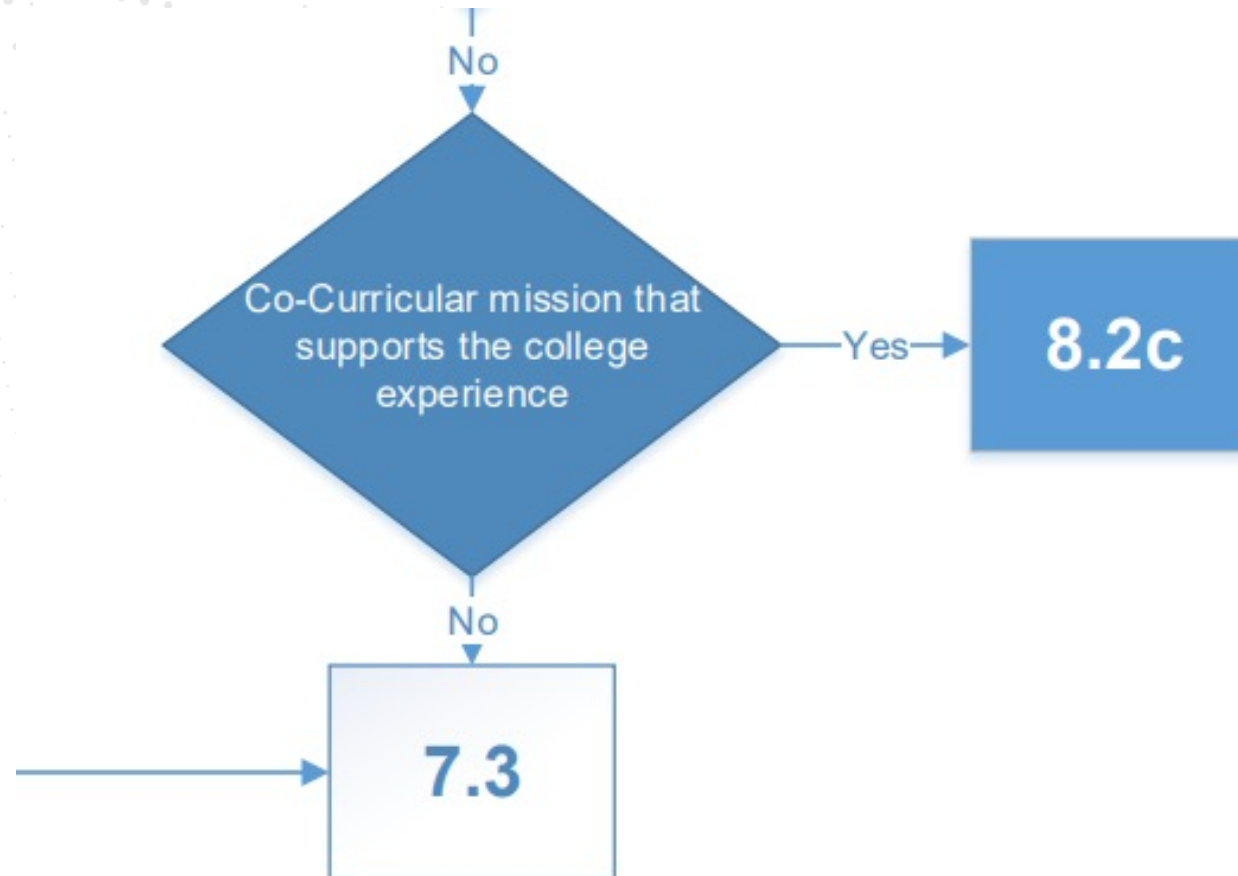 No
Co-Curricular mission that
supports the college
experience
Yes
8.2c
No
7.3